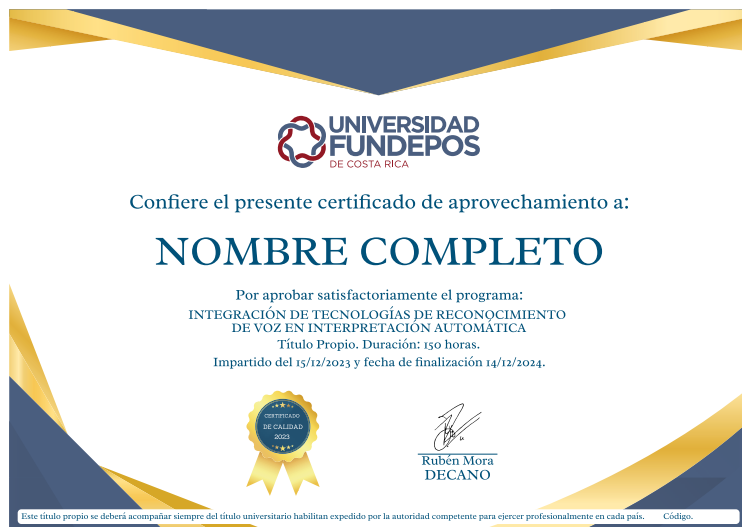 UNIVERSIDAD
FUNDEPOS
DE COSTA RICA
Confiere el presente certificado de aprovechamiento a:
NOMBRE COMPLETO
Por aprobar satisfactoriamente el programa:
INTEGRACIÓN DE TECNOLOGÍAS DE RECONOCIMIENTO
DE VOZ EN INTERPRETACIÓN AUTOMÁTICA
Título Propio. Duración: 150 horas.
Impartido del 15/12/2023 y fecha de finalización 14/12/2024.
CERTIFICADO
DE CALIDAD
2023
Rubén Mora
DECANO
Este título propio se deberá acompañar siempre del título universitario habilitan expedido por la autoridad competente para ejercer profesionalmente en cada país. Código.